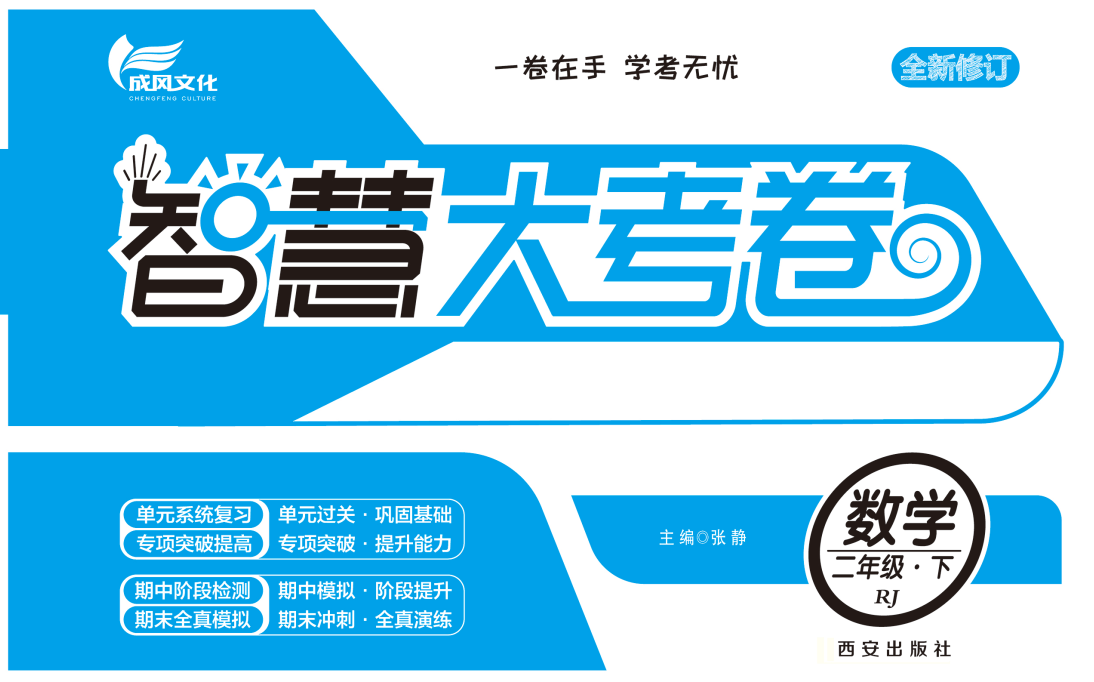 成风文化
CHENGFENG CULTURE
一卷在手 学考无忧
全新修订
智慧大考卷
单元系统复习 单元过关·巩固基础
专项突破提高 专项突破·提升能力
期中阶段检测 期中模拟·阶段提升
期末全真模拟 期末冲刺·全真演练
主编◎张静
数学
二年级·下
RJ
西安出版社